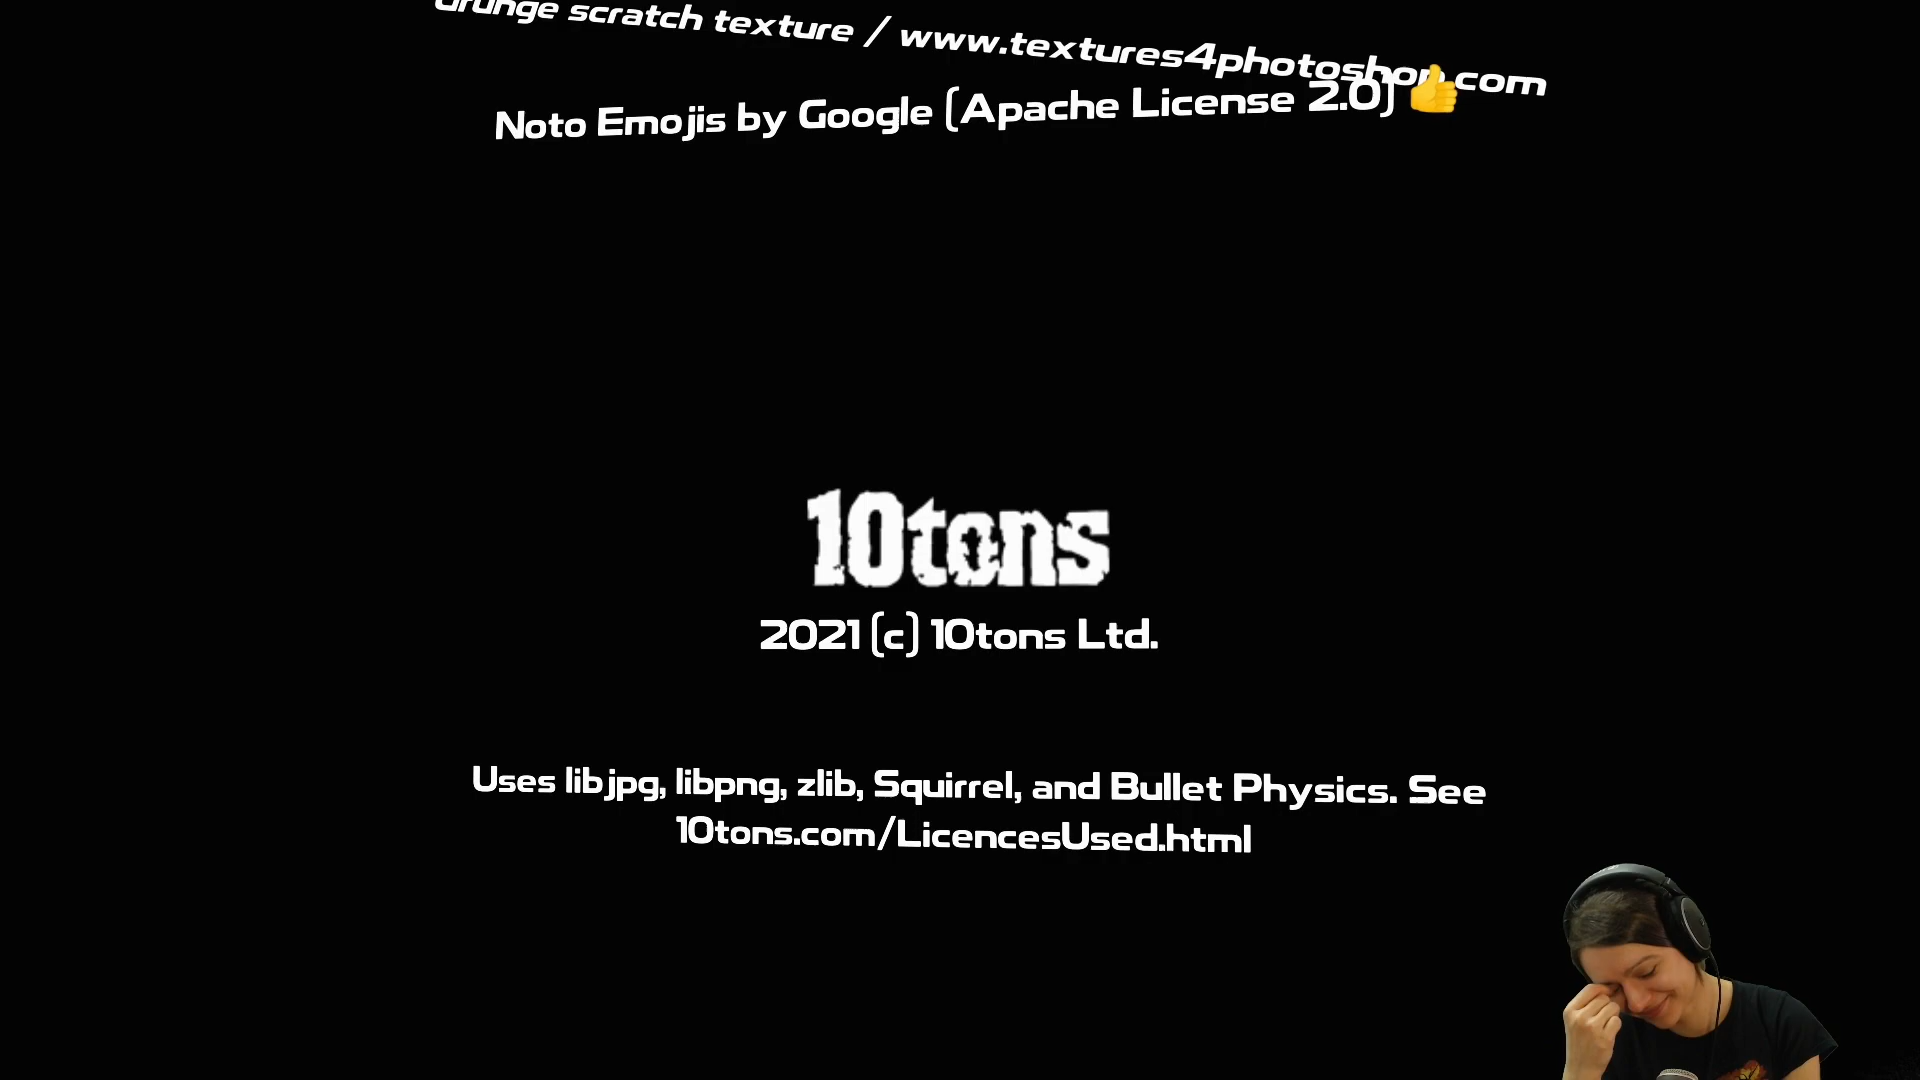 Grunge scratch texture / www.textures4photoshop.com
Noto Emojis by Google (Apache License 2.0) 👍
10tons
2021 (c) 10tons Ltd.
Uses libjpg, libpng, zlib, Squirrel, and Bullet Physics. See
10tons.com/LicencesUsed.html